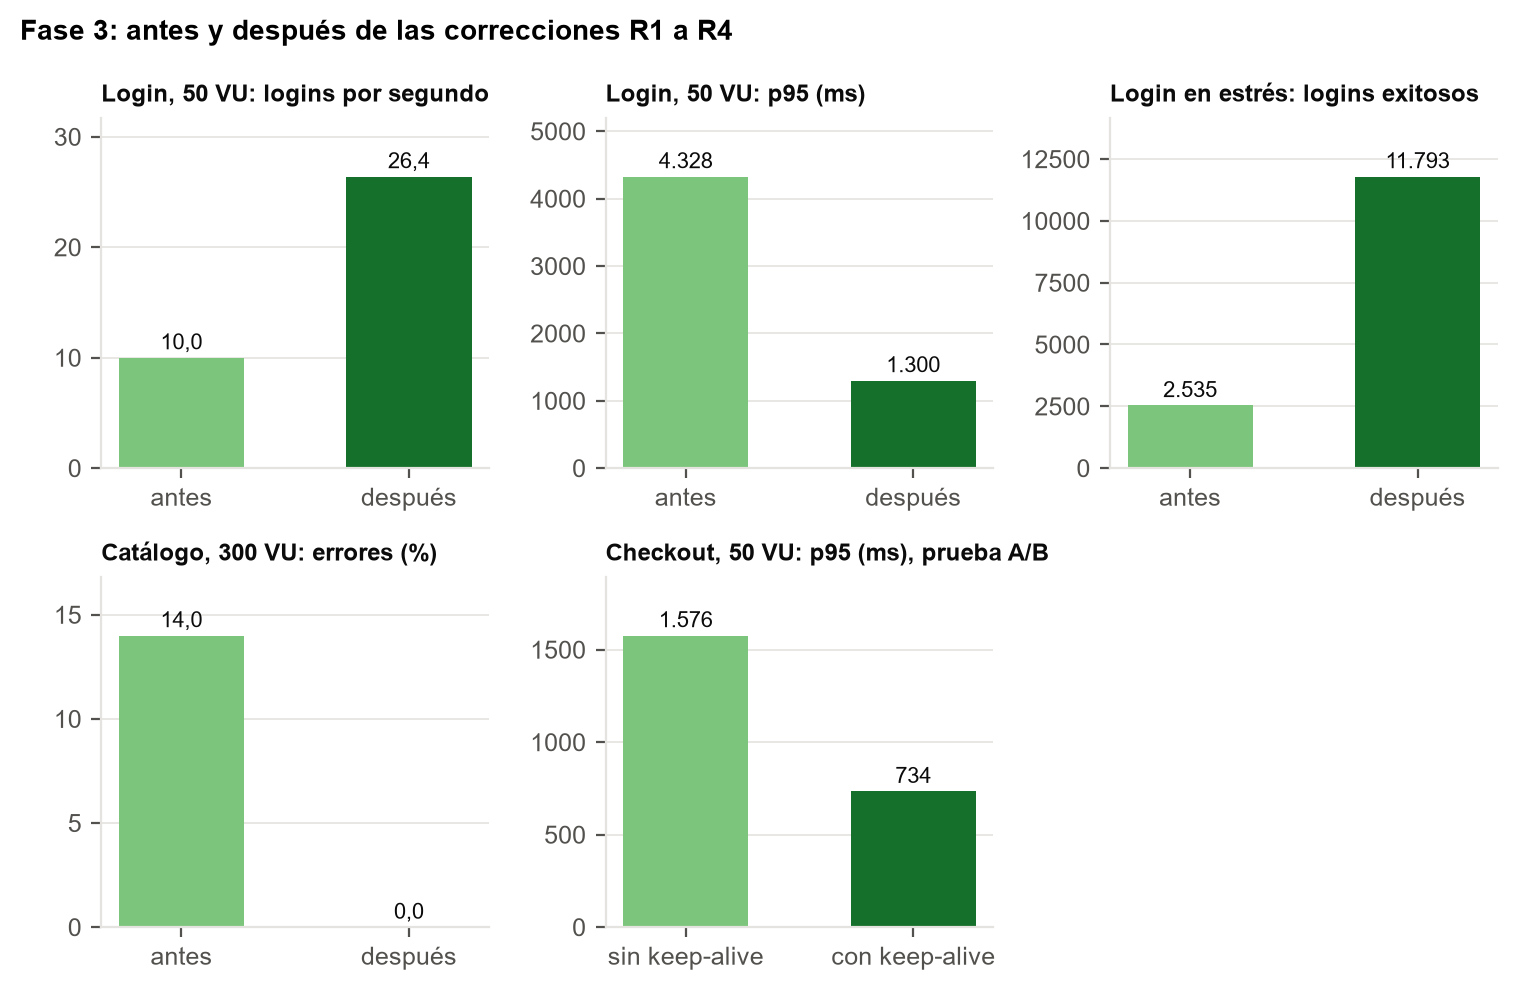 Fase 3: antes y después de las correcciones R1 a R4
Login, 50 VU: logins por segundo
30
20
10
0
10,0
26,4
antes
después
Login, 50 VU: p95 (ms)
5000
4000
3000
2000
1000
0
4.328
1.300
antes
después
Login en estrés: logins exitosos
12500
10000
7500
5000
2500
0
2.535
11.793
antes
después
Catálogo, 300 VU: errores (%)
15
10
5
0
14,0
0,0
antes
después
Checkout, 50 VU: p95 (ms), prueba A/B
1500
1000
500
0
1.576
734
sin keep-alive
con keep-alive